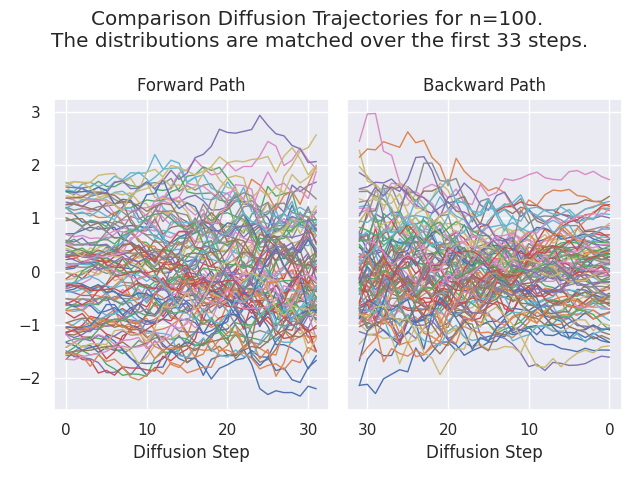 Comparison Diffusion Trajectories for n=100.
The distributions are matched over the first 33 steps.
Forward Path
Backward Path
3
2
1
0
−1
−2
0 10 20 30
30 20 10 0
Diffusion Step
Diffusion Step